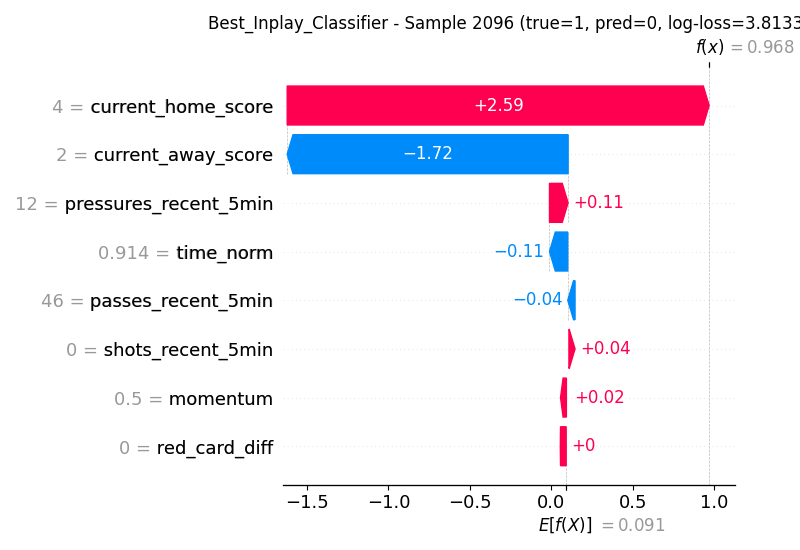 Best_Inplay_Classifier - Sample 2096 (true=1, pred=0, log-loss=3.8133
f(x) = 0.968
4 = current_home_score +2.59
2 = current_away_score −1.72
12 = pressures_recent_5min +0.11
0.914 = time_norm −0.11
46 = passes_recent_5min −0.04
0 = shots_recent_5min +0.04
0.5 = momentum +0.02
0 = red_card_diff +0
−1.5 −1.0 −0.5 0.0 0.5 1.0
E[f(X)] = 0.091